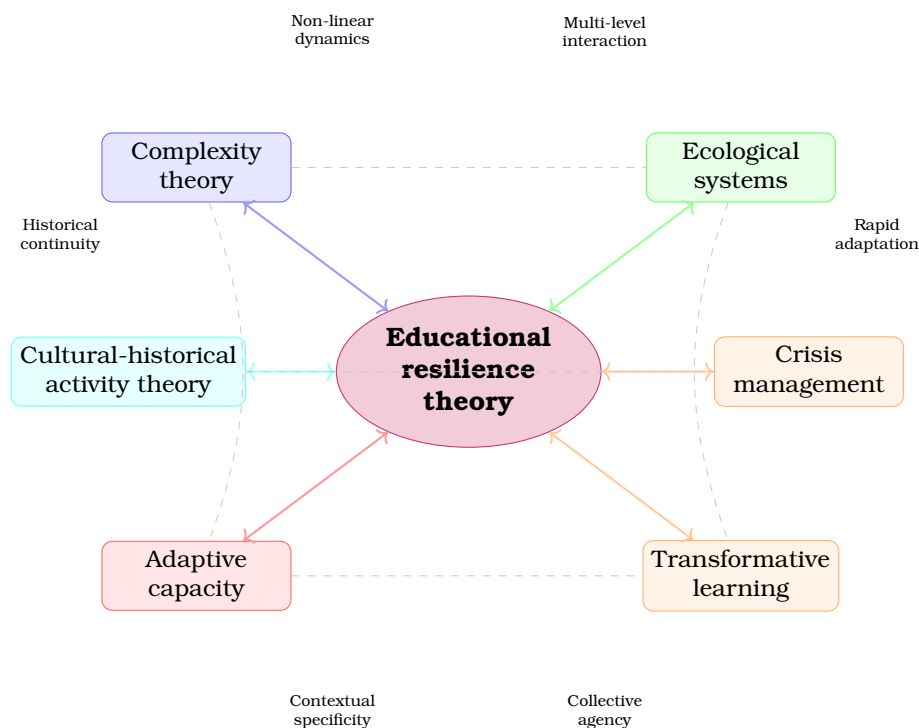 Non-linear
dynamics
Multi-level
interaction
Complexity
theory
Ecological
systems
Historical
continuity
Rapid
adaptation
Cultural-historical
activity theory
Educational
resilience
theory
Crisis
management
Adaptive
capacity
Transformative
learning
Contextual
specificity
Collective
agency